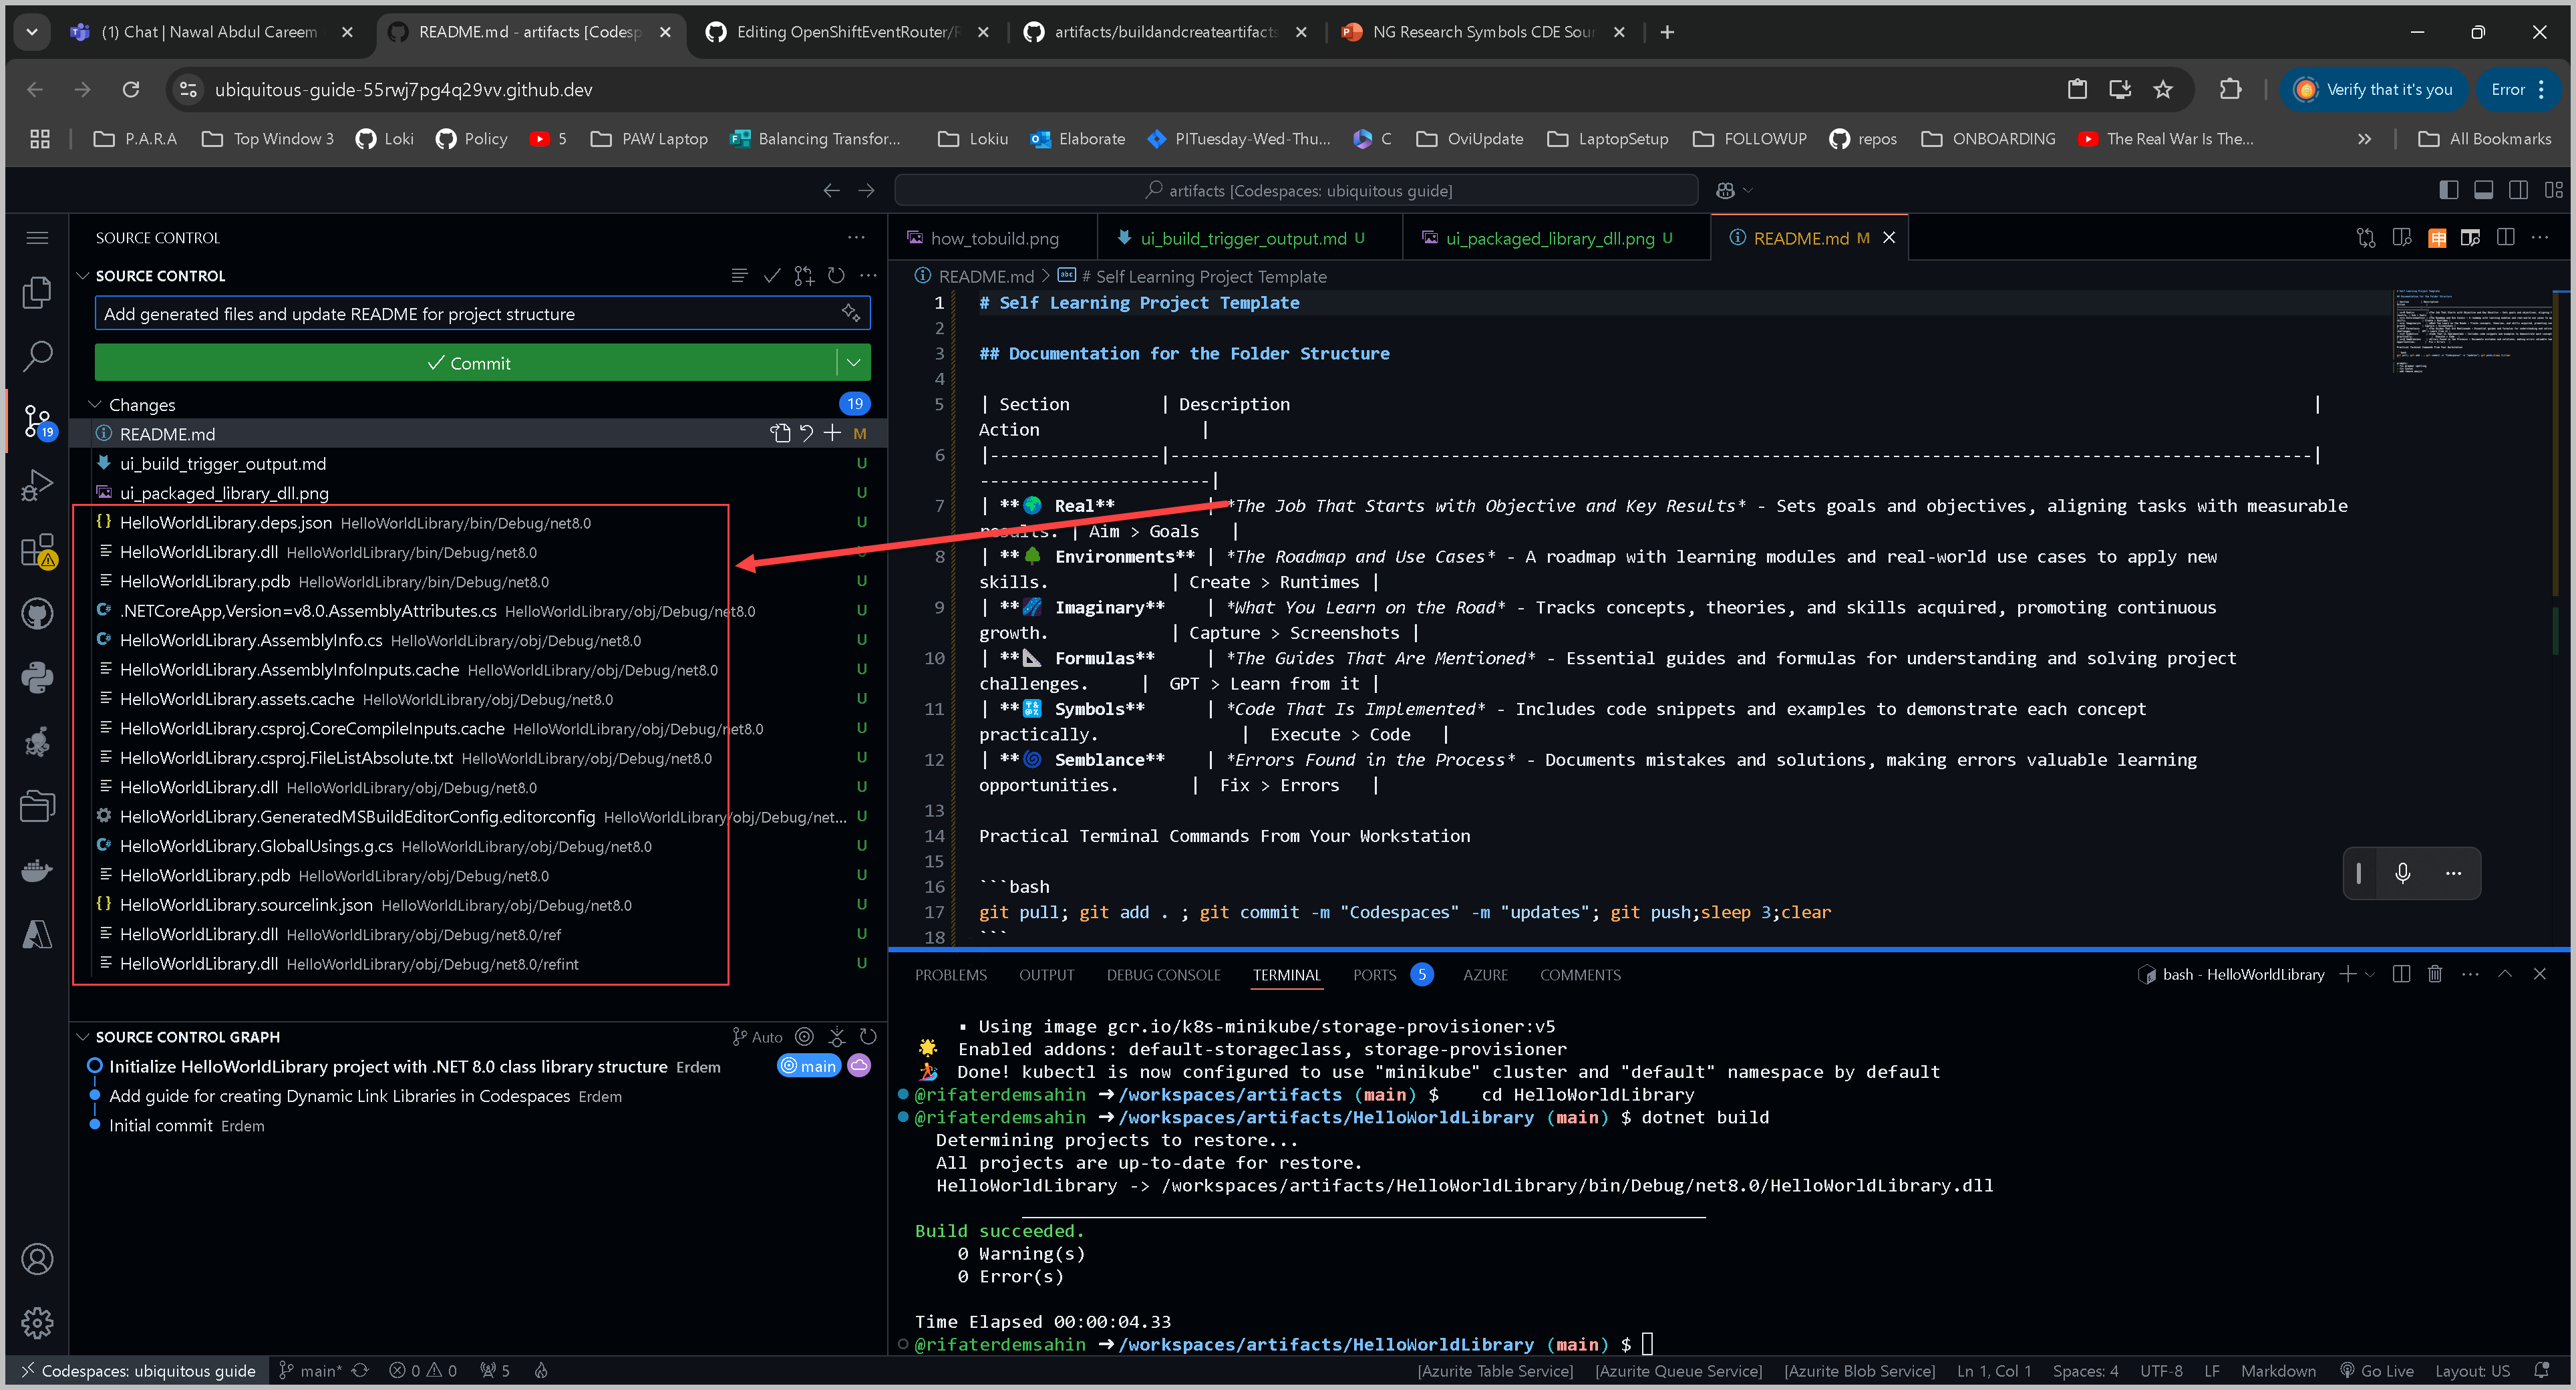 (1) Chat | Nawal Abdul Careem
README.md - artifacts [Codesp
Editing OpenShiftEventRouter/R
artifacts/buildandcreateartifacts
NG Research Symbols CDE Sour
ubiquitous-guide-55rwj7pg4q29vv.github.dev
Verify that it's you
Error
P.A.R.A
Top Window 3
Loki
Policy
5
PAW Laptop
Balancing Transfor...
Lokiu
Elaborate
PITuesday-Wed-Thu...
C
OviUpdate
LaptopSetup
FOLLOWUP
repos
ONBOARDING
The Real War Is The...
All Bookmarks
artifacts [Codespaces: ubiquitous guide]
SOURCE CONTROL
SOURCE CONTROL
Add generated files and update README for project structure
Commit
Changes
19
19
README.md M
ui_build_trigger_output.md U
ui_packaged_library_dll.png U
HelloWorldLibrary.deps.json HelloWorldLibrary/bin/Debug/net8.0 U
HelloWorldLibrary.dll HelloWorldLibrary/bin/Debug/net8.0 U
HelloWorldLibrary.pdb HelloWorldLibrary/bin/Debug/net8.0 U
.NETCoreApp,Version=v8.0.AssemblyAttributes.cs HelloWorldLibrary/obj/Debug/net8.0 U
HelloWorldLibrary.AssemblyInfo.cs HelloWorldLibrary/obj/Debug/net8.0 U
HelloWorldLibrary.AssemblyInfoInputs.cache HelloWorldLibrary/obj/Debug/net8.0 U
HelloWorldLibrary.assets.cache HelloWorldLibrary/obj/Debug/net8.0 U
HelloWorldLibrary.csproj.CoreCompileInputs.cache HelloWorldLibrary/obj/Debug/net8.0 U
HelloWorldLibrary.csproj.FileListAbsolute.txt HelloWorldLibrary/obj/Debug/net8.0 U
HelloWorldLibrary.dll HelloWorldLibrary/obj/Debug/net8.0 U
HelloWorldLibrary.GeneratedMSBuildEditorConfig.editorconfig HelloWorldLibrary/obj/Debug/net... U
HelloWorldLibrary.GlobalUsings.g.cs HelloWorldLibrary/obj/Debug/net8.0 U
HelloWorldLibrary.pdb HelloWorldLibrary/obj/Debug/net8.0 U
HelloWorldLibrary.sourcelink.json HelloWorldLibrary/obj/Debug/net8.0 U
HelloWorldLibrary.dll HelloWorldLibrary/obj/Debug/net8.0/ref U
HelloWorldLibrary.dll HelloWorldLibrary/obj/Debug/net8.0/refint U
SOURCE CONTROL GRAPH
Auto
Initialize HelloWorldLibrary project with .NET 8.0 class library structure Erdem main
Add guide for creating Dynamic Link Libraries in Codespaces Erdem
Initial commit Erdem
how_tobuild.png
ui_build_trigger_output.md U
ui_packaged_library_dll.png U
README.md M
README.md > # Self Learning Project Template
1 # Self Learning Project Template
2
3 ## Documentation for the Folder Structure
4
5 | Section | Description |
Action |
6 |-----------------|-------------------------------------------------------------------------------------------------------------|
----------------------|
7 | **🌍 Real** | *The Job That Starts with Objective and Key Results* - Sets goals and objectives, aligning tasks with measurable
results. | Aim > Goals |
8 | **🌳 Environments** | *The Roadmap and Use Cases* - A roadmap with learning modules and real-world use cases to apply new
skills. | Create > Runtimes |
9 | **🌌 Imaginary** | *What You Learn on the Road* - Tracks concepts, theories, and skills acquired, promoting continuous
growth. | Capture > Screenshots |
10 | **📐 Formulas** | *The Guides That Are Mentioned* - Essential guides and formulas for understanding and solving project
challenges. | GPT > Learn from it |
11 | **🔣 Symbols** | *Code That Is Implemented* - Includes code snippets and examples to demonstrate each concept
practically. | Execute > Code |
12 | **🌀 Semblance** | *Errors Found in the Process* - Documents mistakes and solutions, making errors valuable learning
opportunities. | Fix > Errors |
13
14 Practical Terminal Commands From Your Workstation
15
16 ```bash
17 git pull; git add . ; git commit -m "Codespaces" -m "updates"; git push;sleep 3;clear
18 ```
PROBLEMS
OUTPUT
DEBUG CONSOLE
TERMINAL
PORTS 5
AZURE
COMMENTS
bash - HelloWorldLibrary
▪ Using image gcr.io/k8s-minikube/storage-provisioner:v5
🌟 Enabled addons: default-storageclass, storage-provisioner
🏄 Done! kubectl is now configured to use "minikube" cluster and "default" namespace by default
@rifaterdemsahin ➜ /workspaces/artifacts (main) $ cd HelloWorldLibrary
@rifaterdemsahin ➜ /workspaces/artifacts/HelloWorldLibrary (main) $ dotnet build
Determining projects to restore...
All projects are up-to-date for restore.
HelloWorldLibrary -> /workspaces/artifacts/HelloWorldLibrary/bin/Debug/net8.0/HelloWorldLibrary.dll
Build succeeded.
0 Warning(s)
0 Error(s)
Time Elapsed 00:00:04.33
@rifaterdemsahin ➜ /workspaces/artifacts/HelloWorldLibrary (main) $
Codespaces: ubiquitous guide
main*
0
0
5
[Azurite Table Service]
[Azurite Queue Service]
[Azurite Blob Service]
Ln 1, Col 1
Spaces: 4
UTF-8
LF
Markdown
Go Live
Layout: US